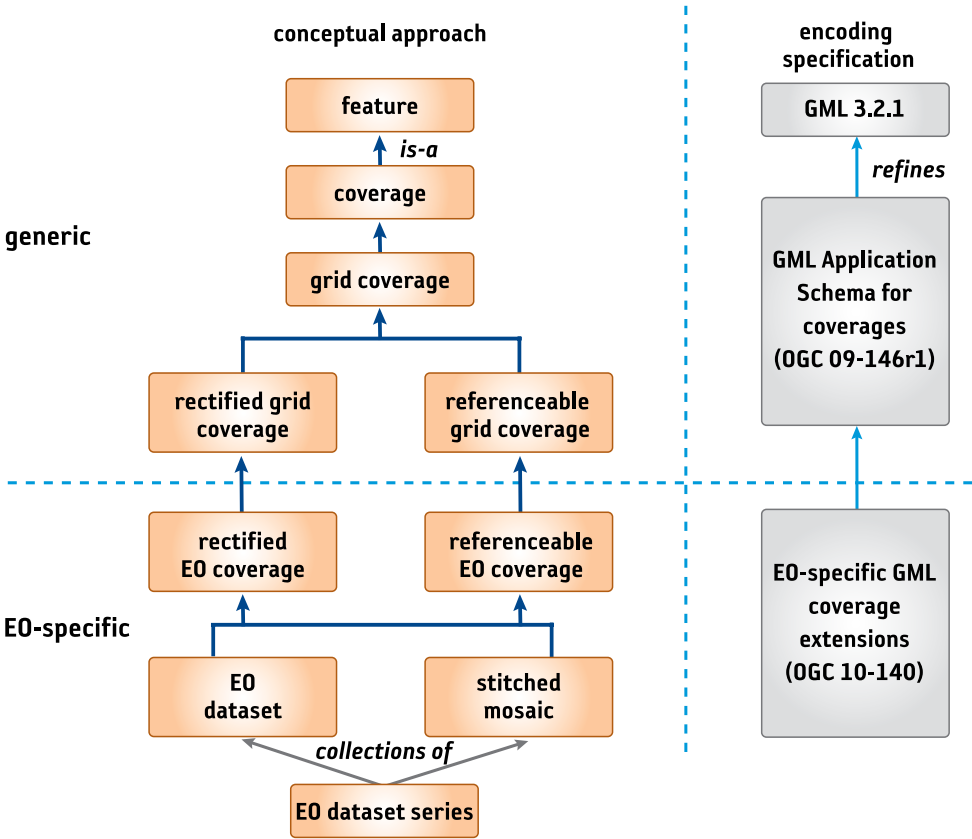 conceptual approach
encoding
specification
feature
GML 3.2.1
is-a
refines
coverage
generic
grid coverage
GML Application
Schema for
coverages
(OGC 09-146r1)
rectified grid
coverage
referenceable
grid coverage
rectified
EO coverage
referenceable
EO coverage
EO-specific GML
coverage
extensions
(OGC 10-140)
EO-specific
EO
dataset
stitched
mosaic
collections of
EO dataset series